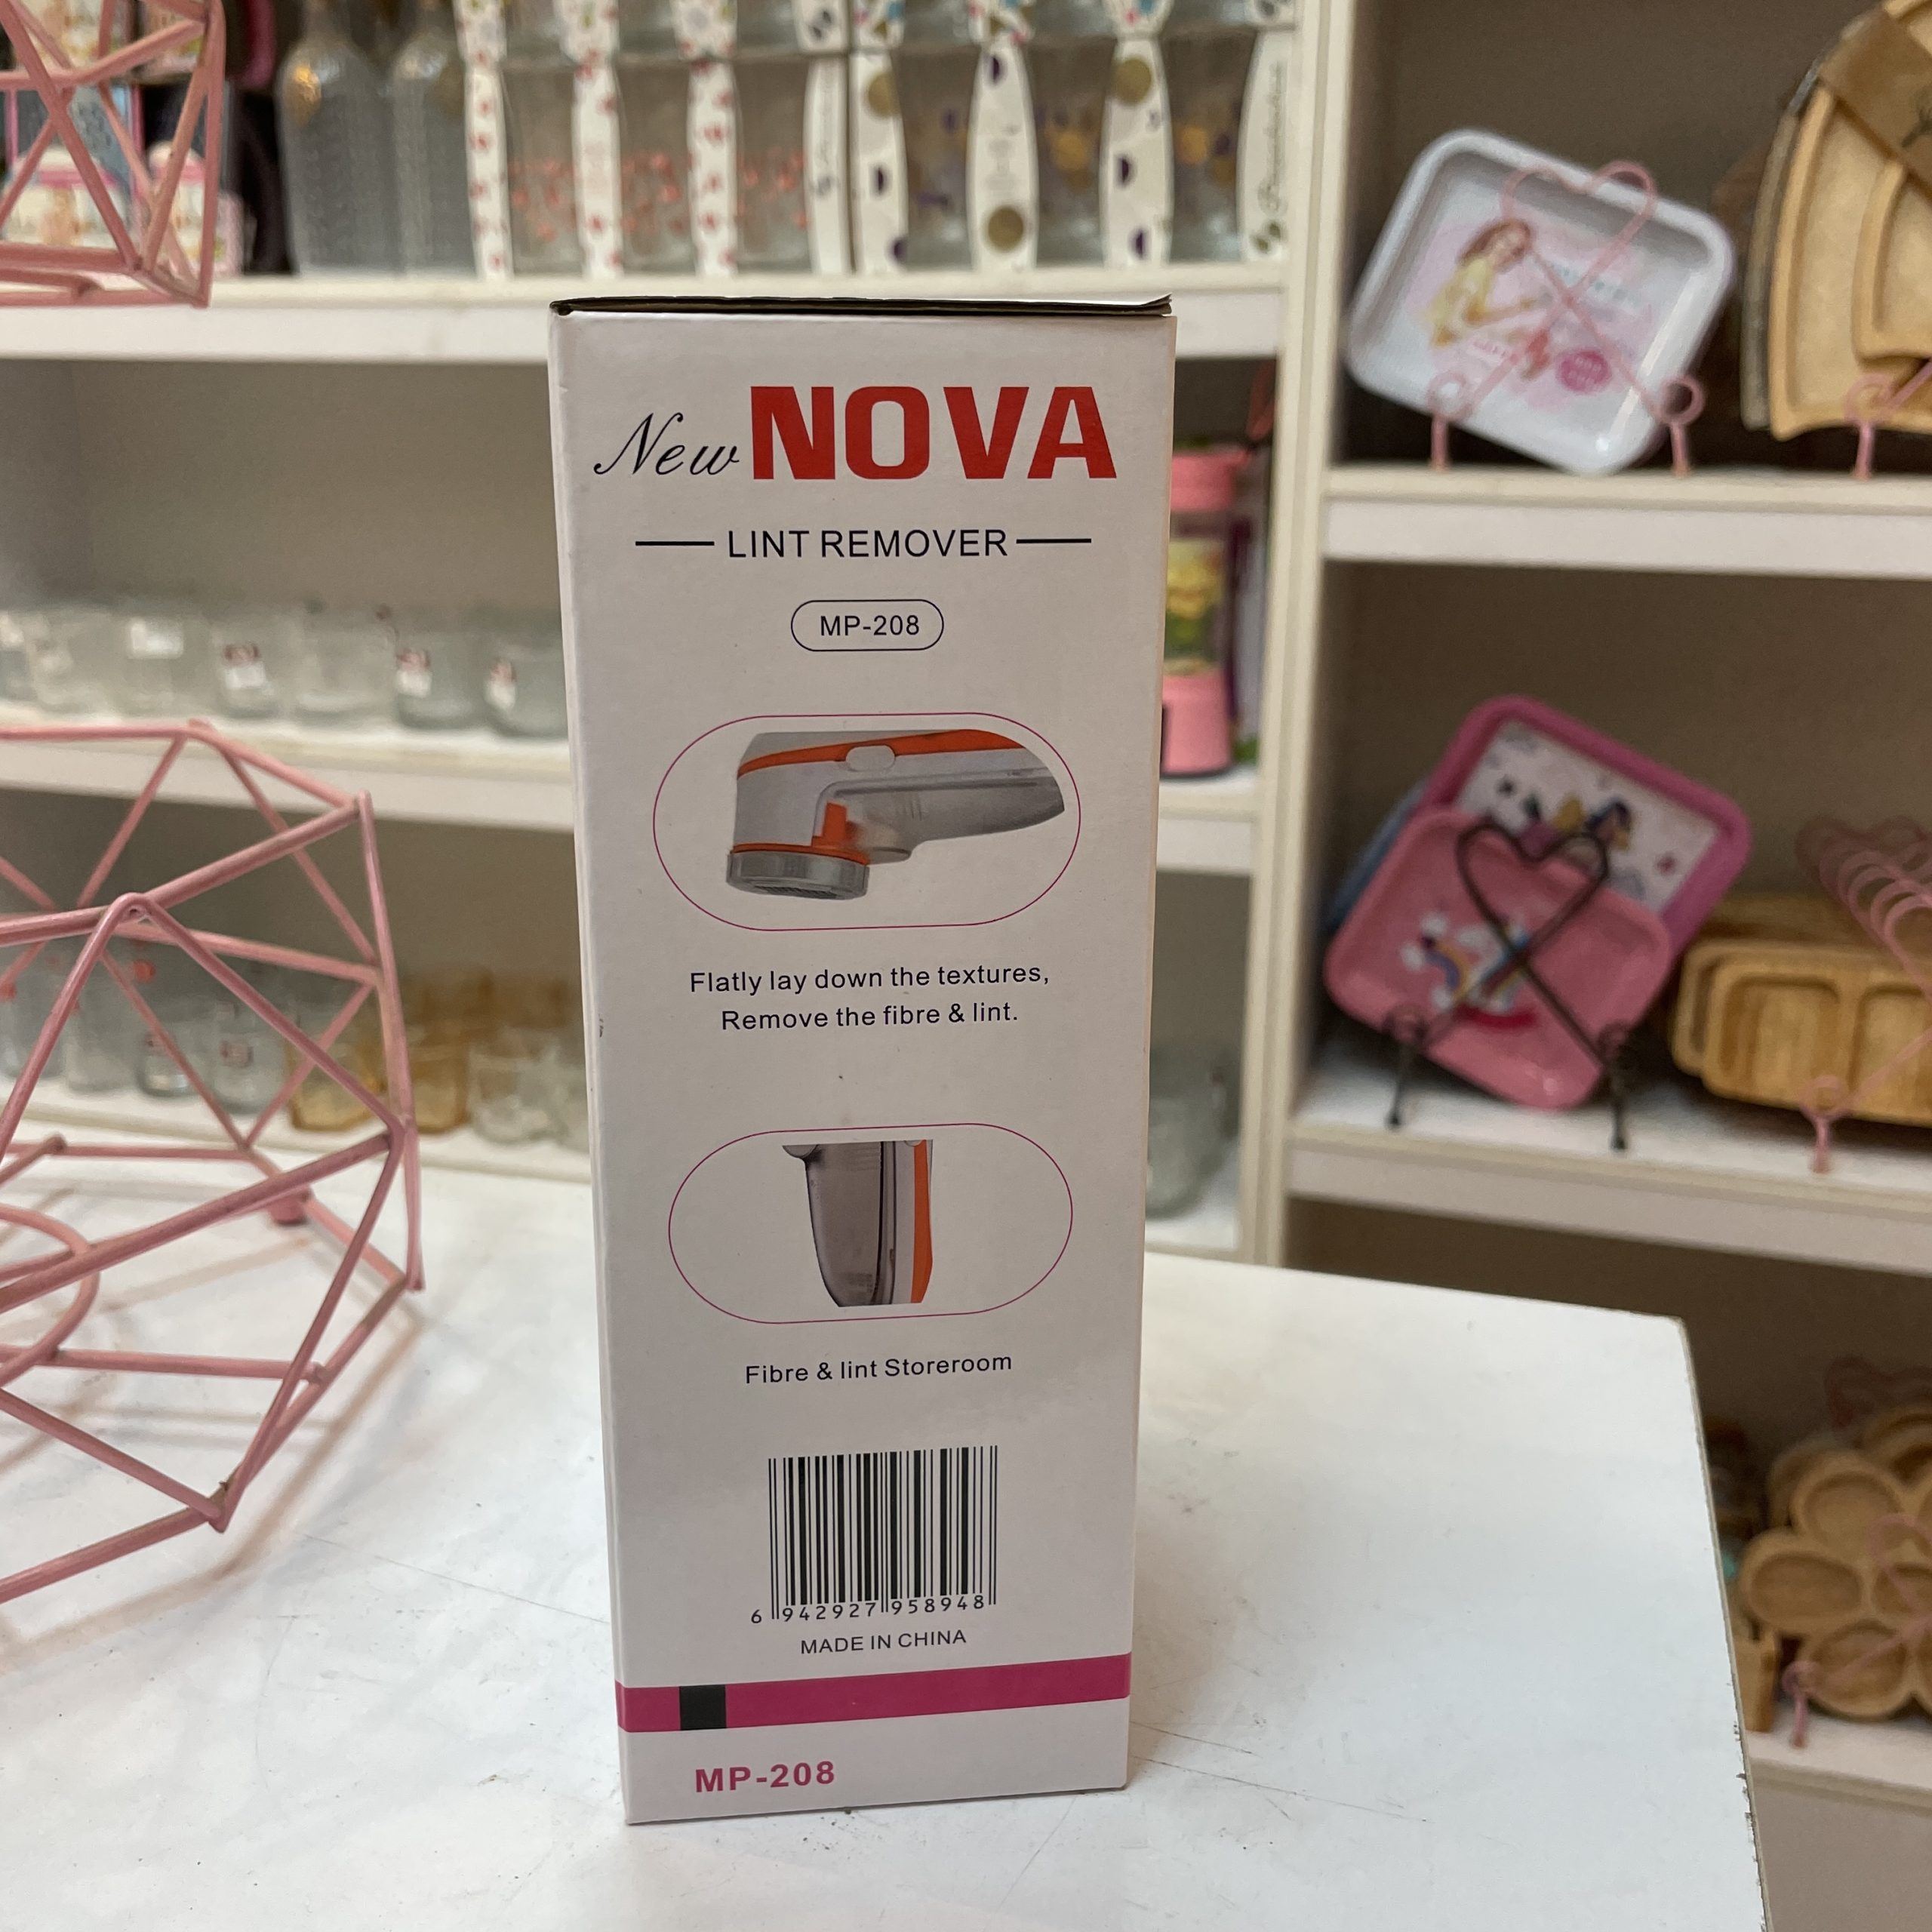 New NOVA
LINT REMOVER
MP-208
Flatly lay down the textures,
Remove the fibre & lint.
Fibre & lint Storeroom
6 942927 958948
MADE IN CHINA
MP-208